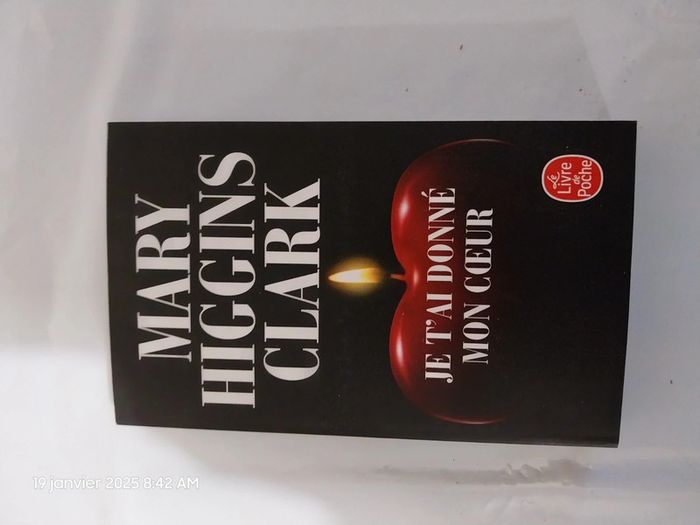 MARY
HIGGINS
CLARK
JE T'AI DONNÉ
MON CŒUR
Le
Livre
de
Poche
19 janvier 2025 8:42 AM